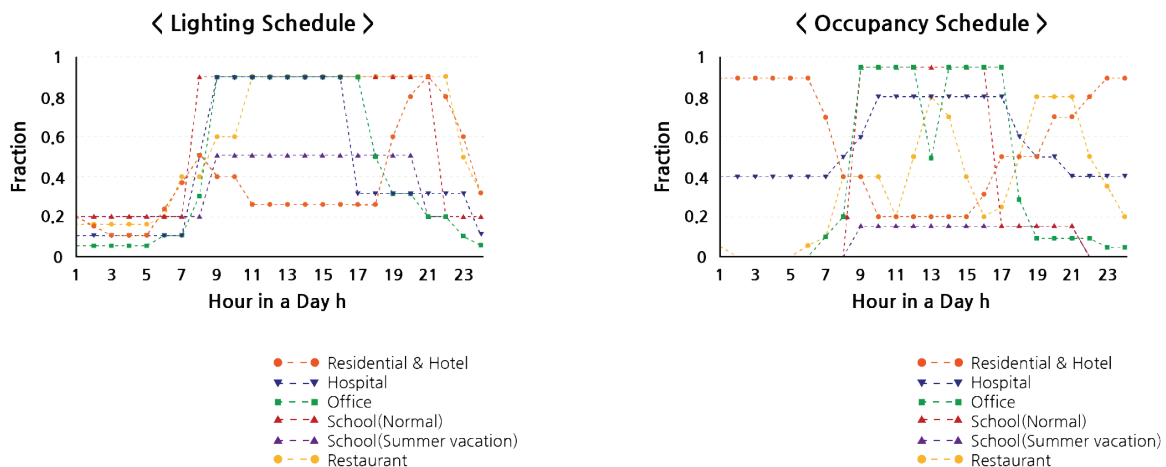 < Lighting Schedule >
1
0.8
0.6
0.4
0.2
0
Fraction
1 3 5 7 9 11 13 15 17 19 21 23
Hour in a Day h
Residential & Hotel
Hospital
Office
School(Normal)
School(Summer vacation)
Restaurant
< Occupancy Schedule >
1
0.8
0.6
0.4
0.2
0
Fraction
1 3 5 7 9 11 13 15 17 19 21 23
Hour in a Day h
Residential & Hotel
Hospital
Office
School(Normal)
School(Summer vacation)
Restaurant